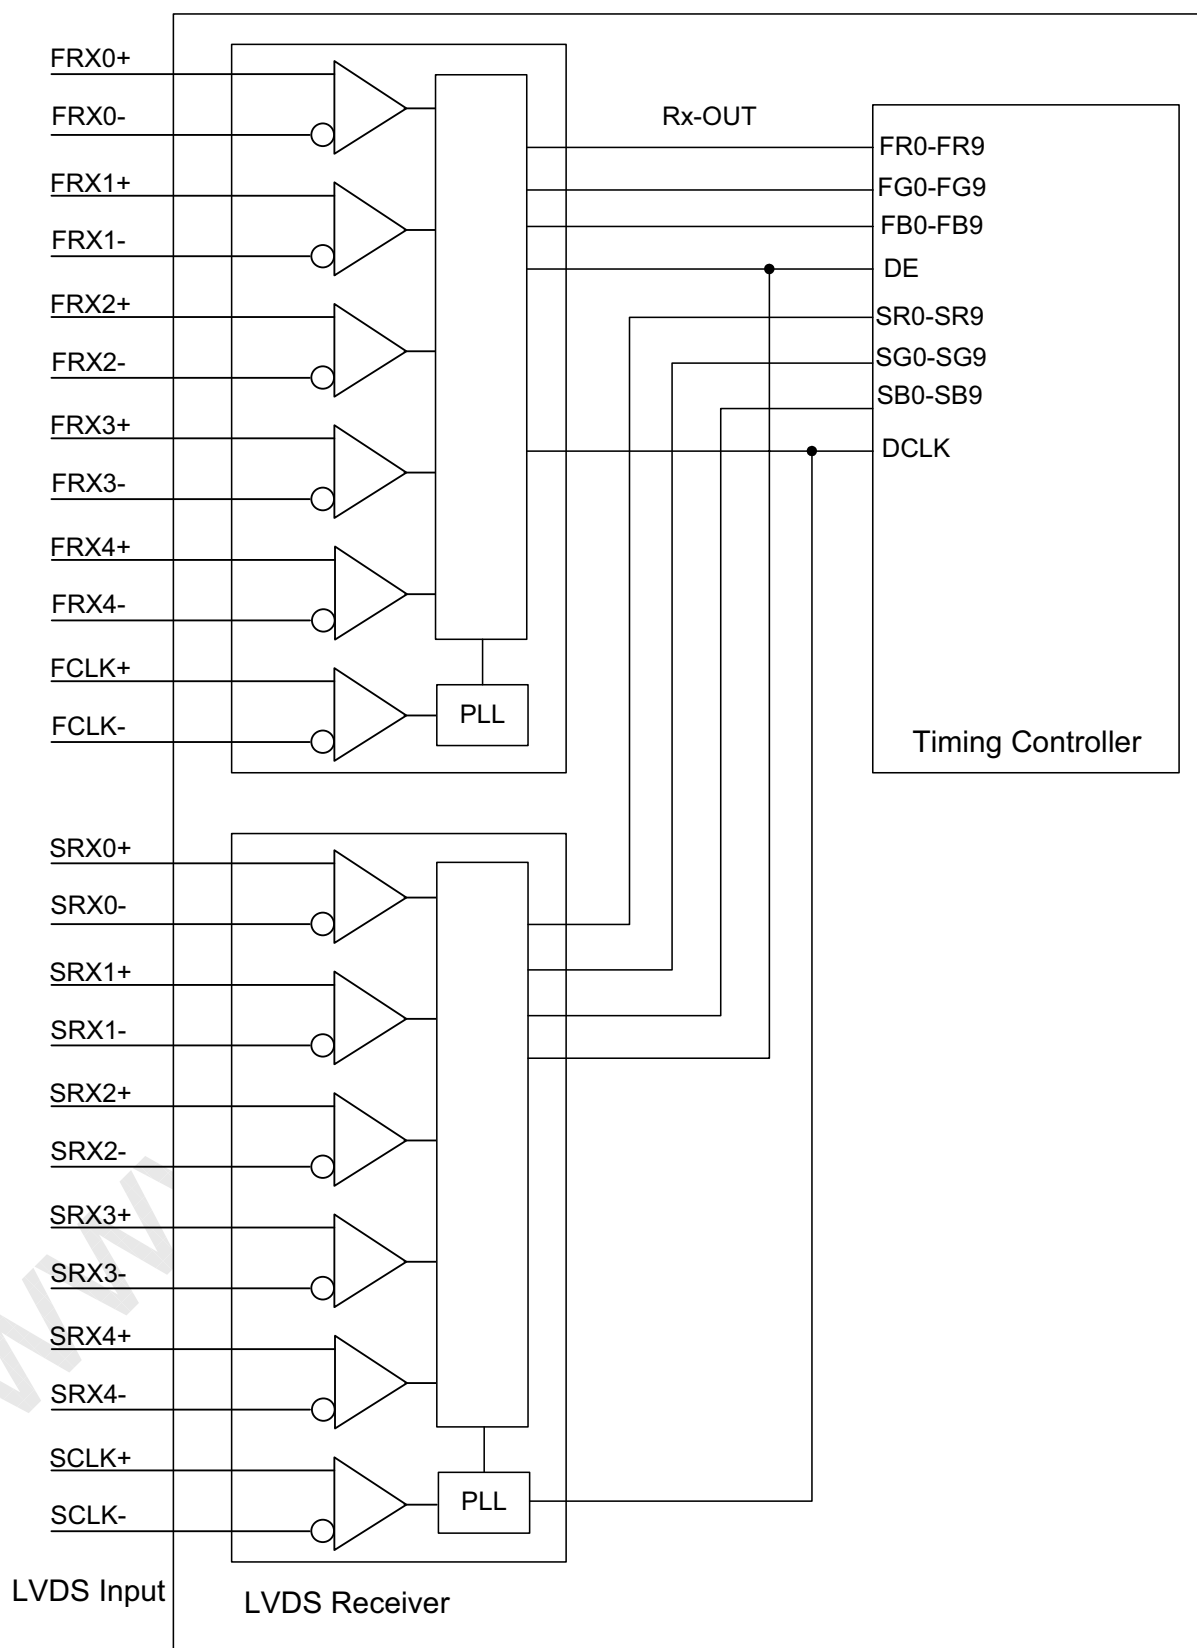 FRX0+
FRX0-
FRX1+
FRX1-
FRX2+
FRX2-
FRX3+
FRX3-
FRX4+
FRX4-
FCLK+
FCLK-
PLL
Rx-OUT
FR0-FR9
FG0-FG9
FB0-FB9
DE
SR0-SR9
SG0-SG9
SB0-SB9
DCLK
Timing Controller
SRX0+
SRX0-
SRX1+
SRX1-
SRX2+
SRX2-
SRX3+
SRX3-
SRX4+
SRX4-
SCLK+
SCLK-
PLL
LVDS Input
LVDS Receiver